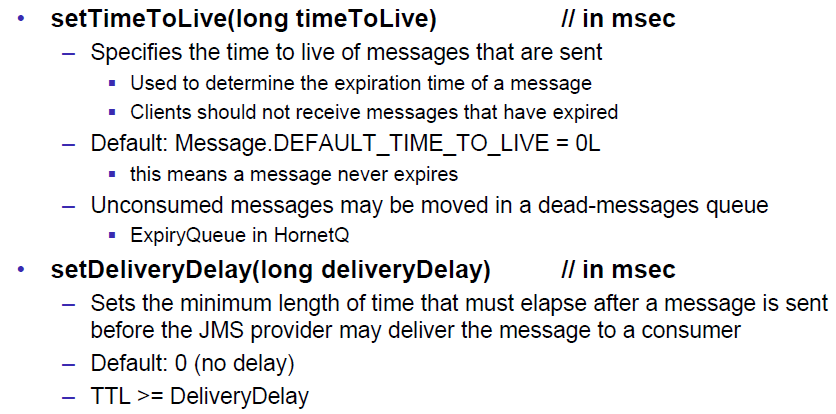 • setTimeToLive(long timeToLive) // in msec
– Specifies the time to live of messages that are sent
▪ Used to determine the expiration time of a message
▪ Clients should not receive messages that have expired
– Default: Message.DEFAULT_TIME_TO_LIVE = 0L
▪ this means a message never expires
– Unconsumed messages may be moved in a dead-messages queue
▪ ExpiryQueue in HornetQ
• setDeliveryDelay(long deliveryDelay) // in msec
– Sets the minimum length of time that must elapse after a message is sent
before the JMS provider may deliver the message to a consumer
– Default: 0 (no delay)
– TTL >= DeliveryDelay